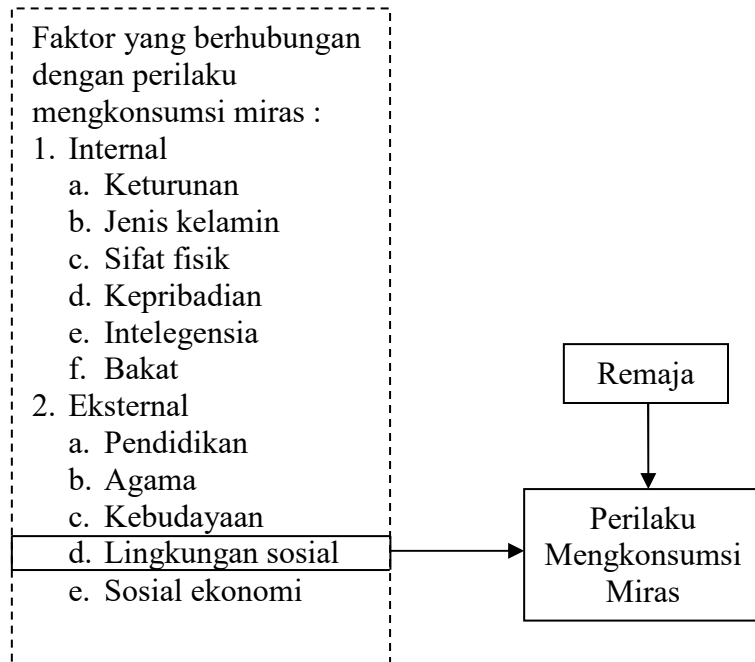 Faktor yang berhubungan
dengan perilaku
mengkonsumsi miras :
1. Internal
a. Keturunan
b. Jenis kelamin
c. Sifat fisik
d. Kepribadian
e. Intelegensia
f. Bakat
2. Eksternal
a. Pendidikan
b. Agama
c. Kebudayaan
d. Lingkungan sosial
e. Sosial ekonomi
Remaja
Perilaku
Mengkonsumsi
Miras